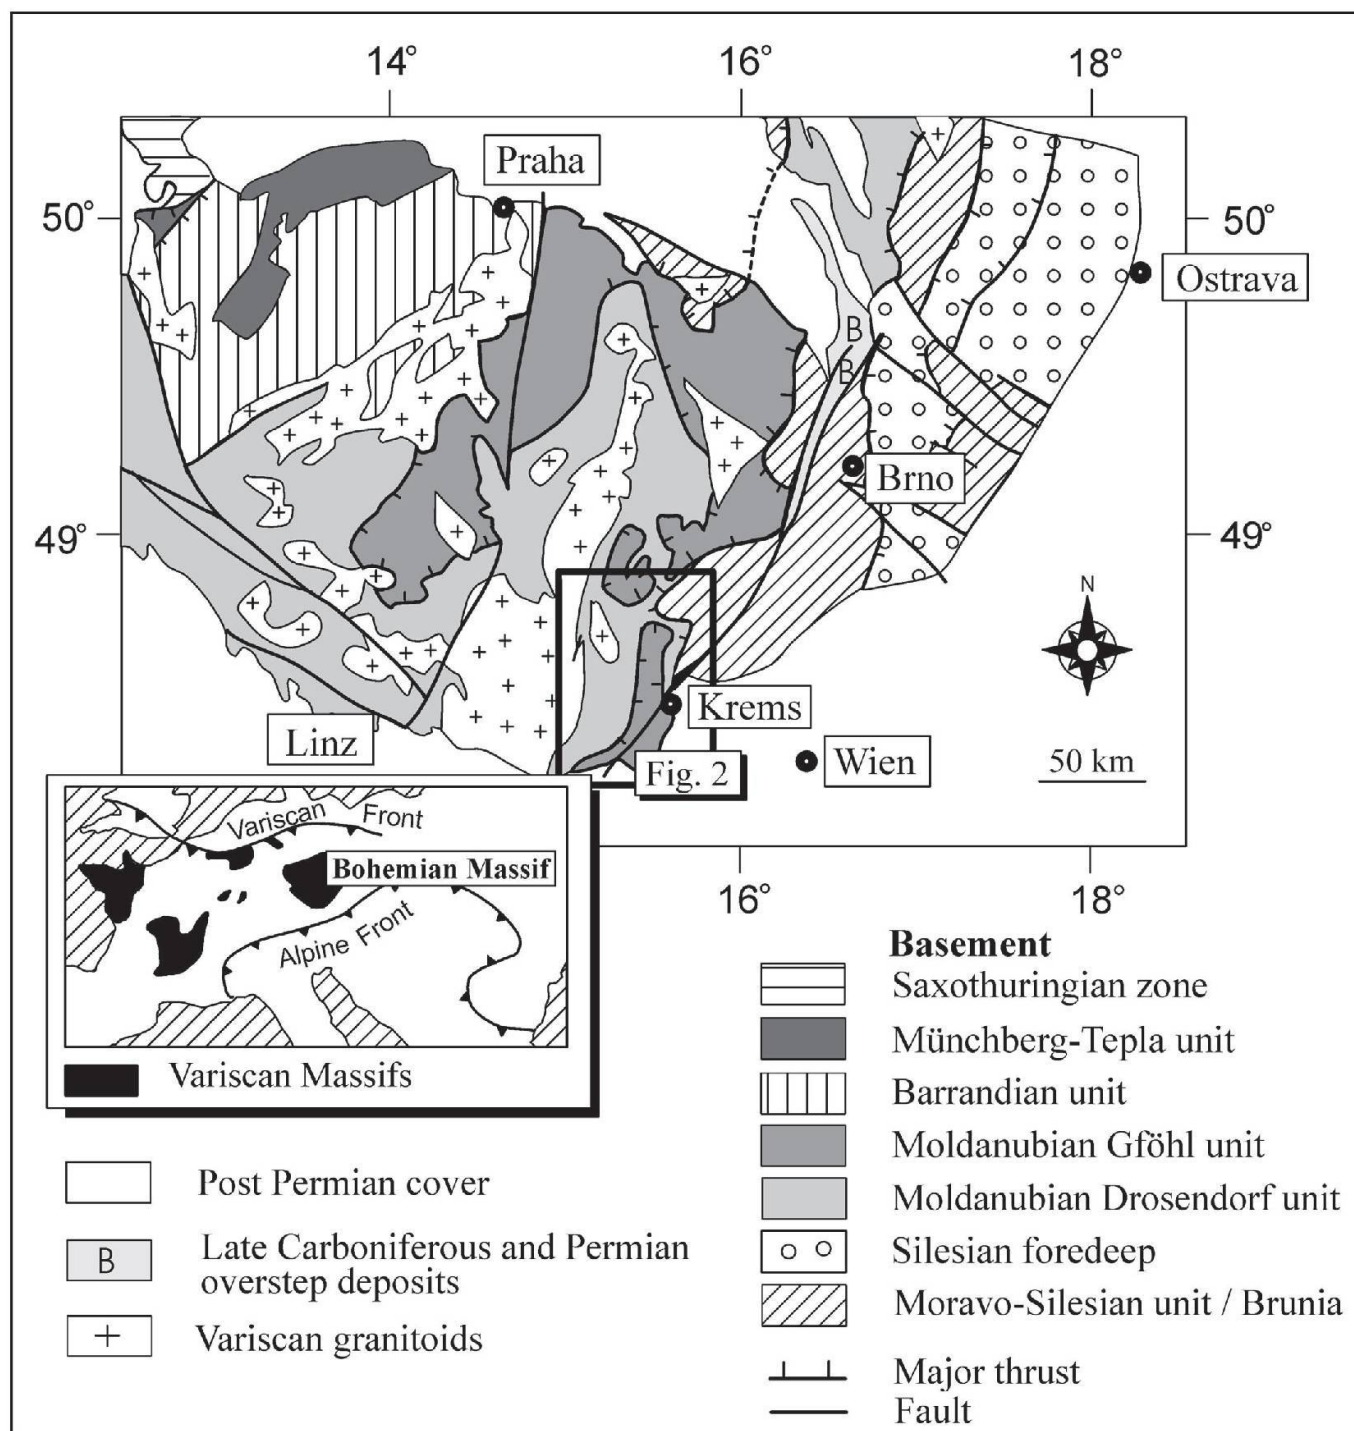 14° 16° 18°
Praha
50° 50°
Ostrava
B
B
Brno
49° 49°
N
Krems
Linz
Wien
Fig. 2
50 km
Variscan Front
Bohemian Massif
Alpine Front
16° 18°
Variscan Massifs
Post Permian cover
B Late Carboniferous and Permian
overstep deposits
Variscan granitoids
Basement
Saxothuringian zone
Münchberg-Tepla unit
Barrandian unit
Moldanubian Gföhl unit
Moldanubian Drosendorf unit
Silesian foredeep
Moravo-Silesian unit / Brunia
Major thrust
Fault